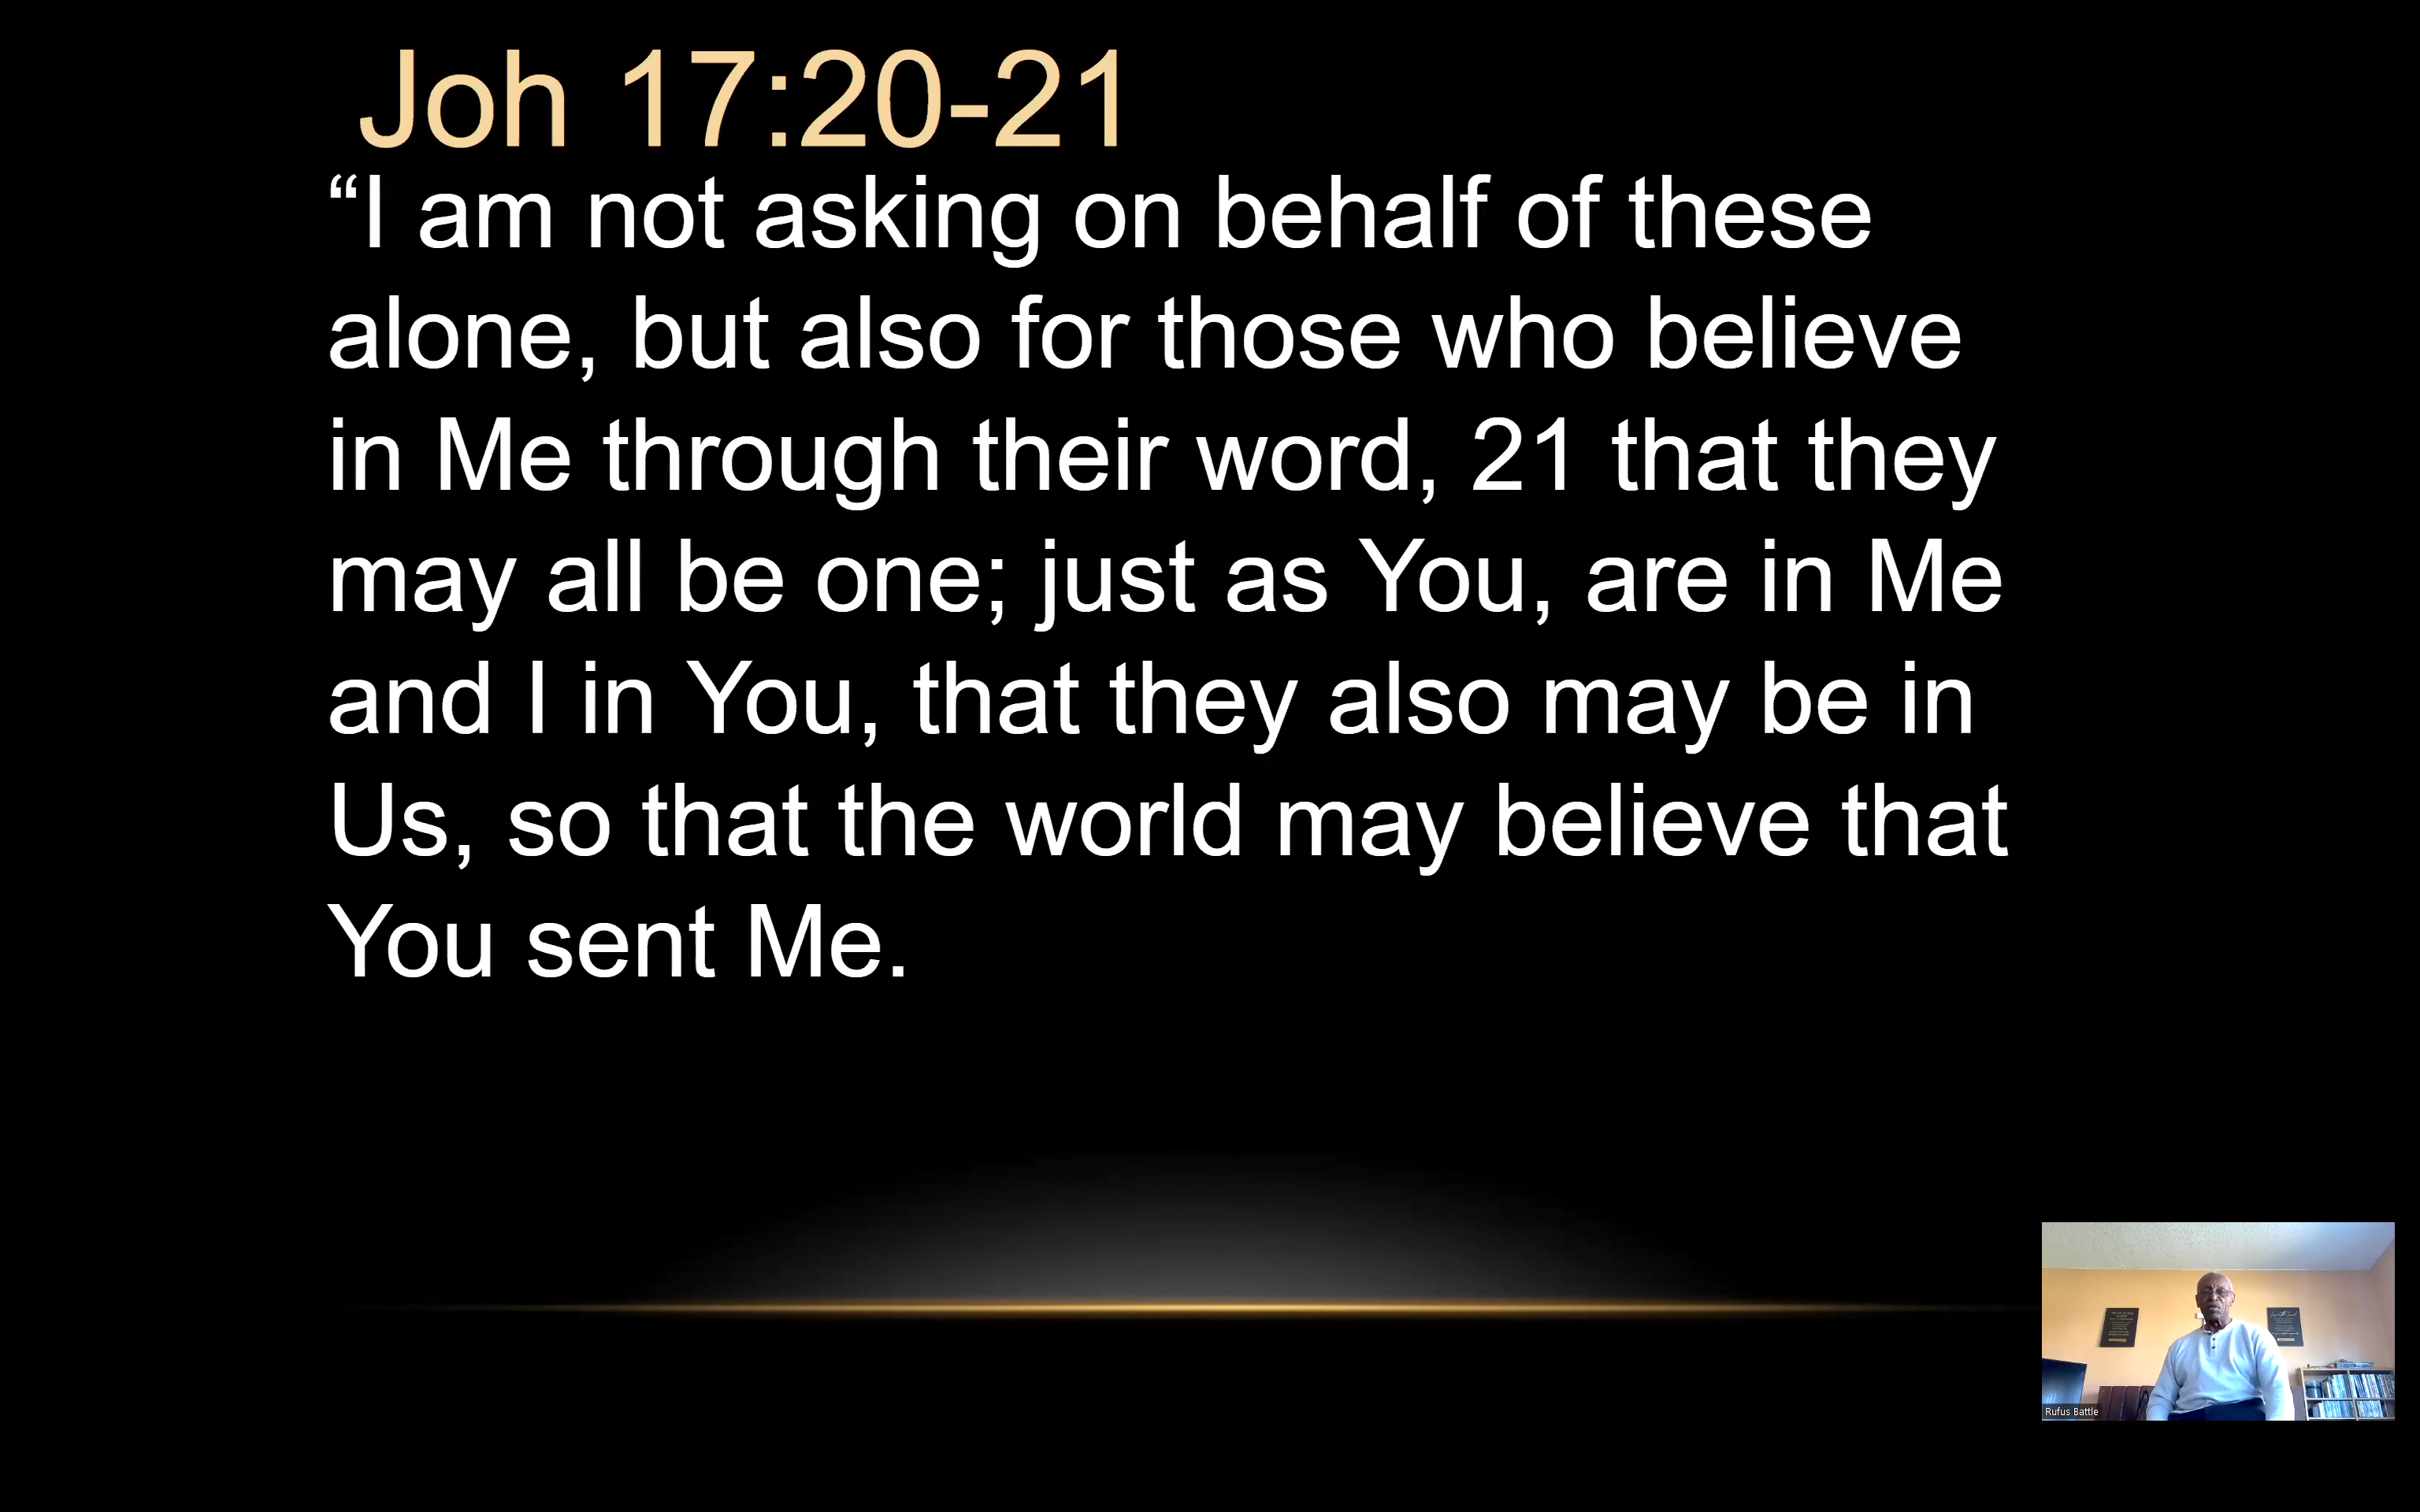 Joh 17:20-21
“I am not asking on behalf of these
alone, but also for those who believe
in Me through their word, 21 that they
may all be one; just as You, are in Me
and I in You, that they also may be in
Us, so that the world may believe that
You sent Me.
Rufus Battle